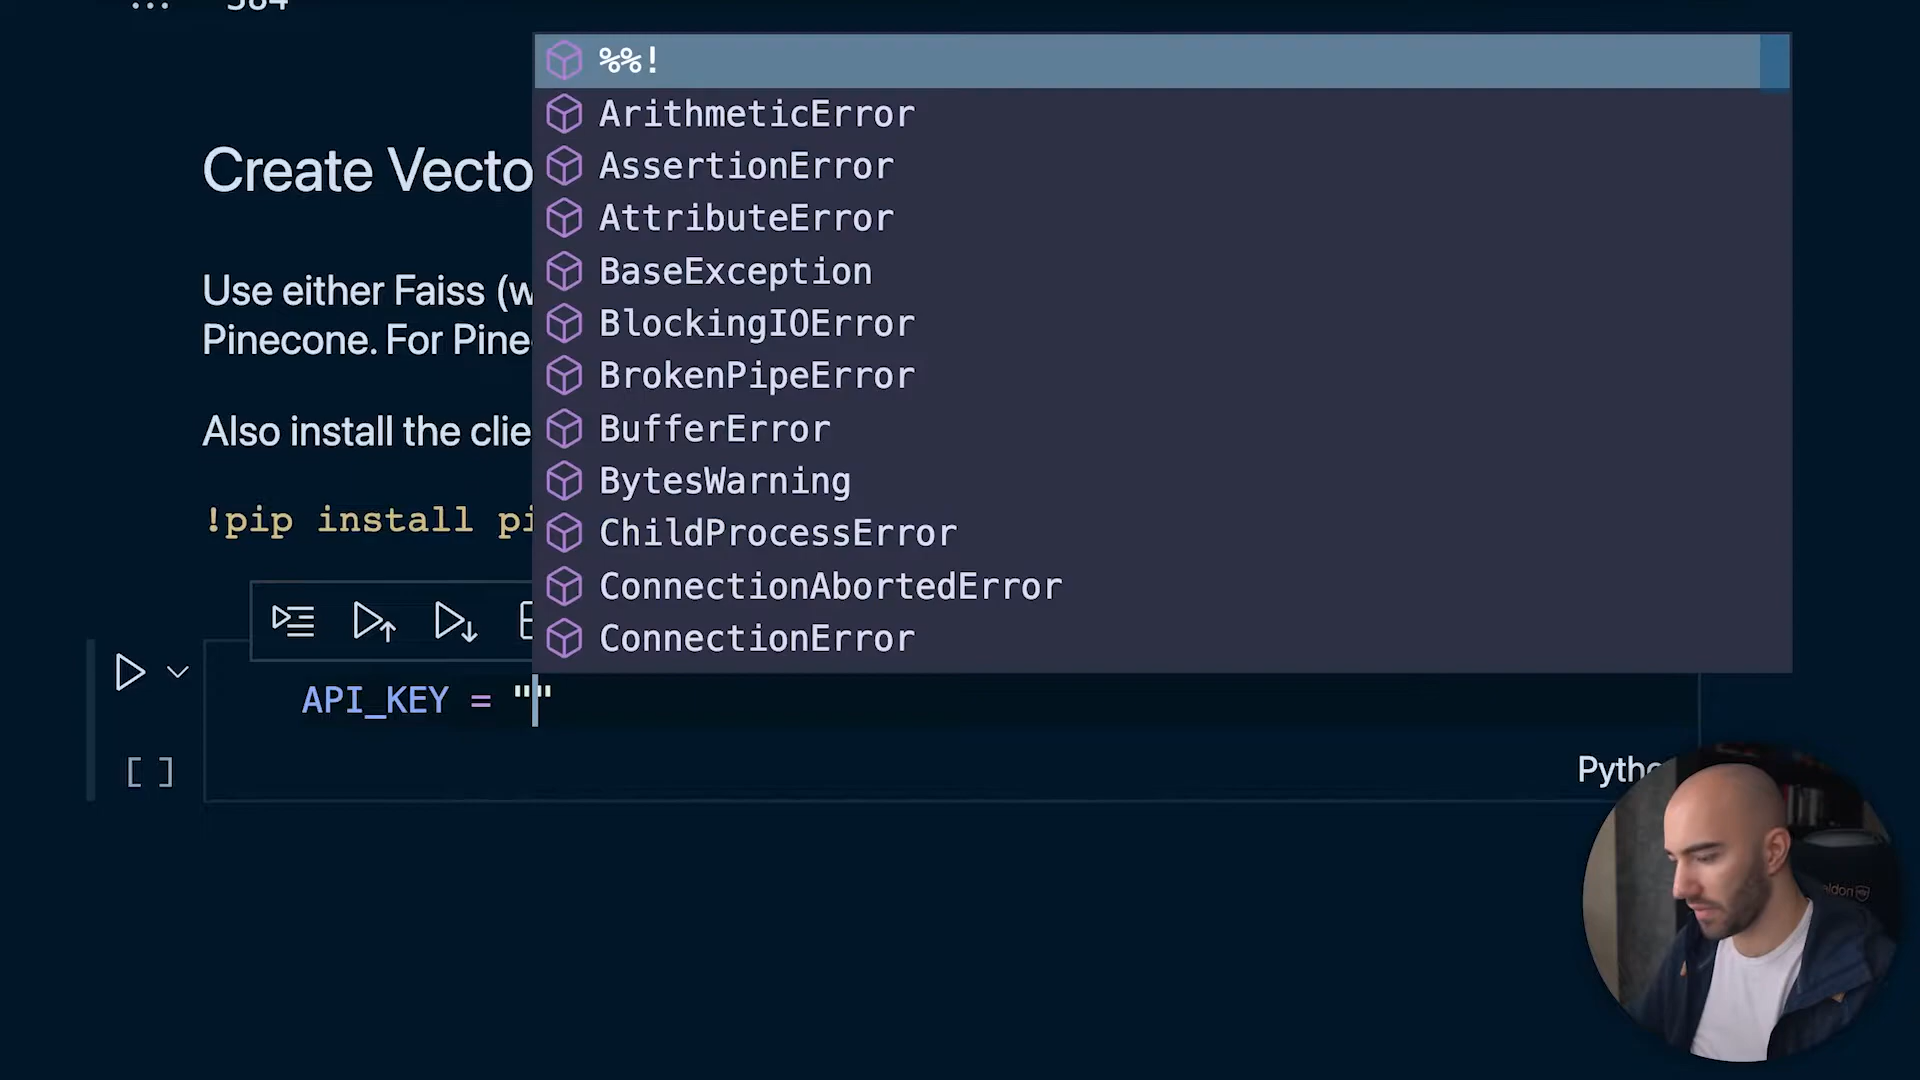 %%!
ArithmeticError
Create Vecto
AssertionError
AttributeError
BaseException
Use either Faiss (w
BlockingIOError
Pinecone. For Pine
BrokenPipeError
Also install the clie
BufferError
BytesWarning
!pip install pi
ChildProcessError
ConnectionAbortedError
ConnectionError
API_KEY = ""
[ ]
Pytho